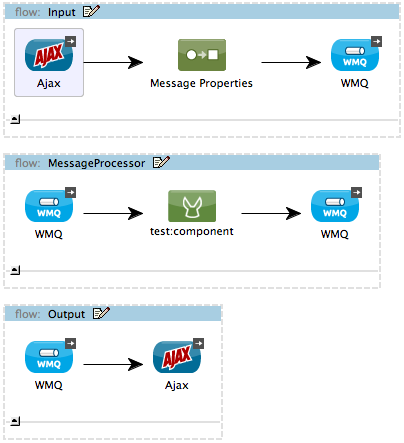 flow: Input
AJAX
Ajax
Message Properties
WMQ
WMQ
flow: MessageProcessor
WMQ
WMQ
test:component
WMQ
WMQ
flow: Output
WMQ
WMQ
AJAX
Ajax